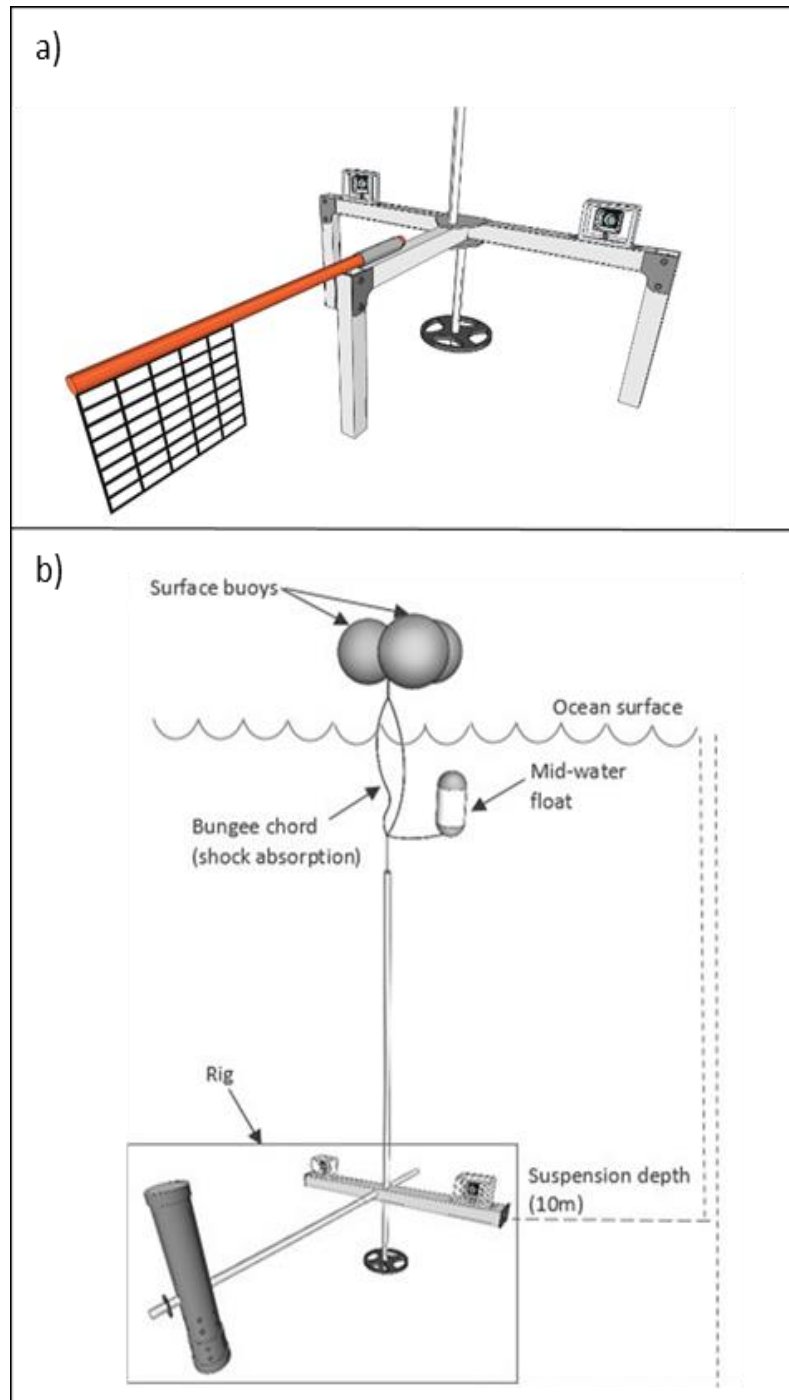 a)
b)
Surface buoys
Ocean surface
Mid-water
float
Bungee chord
(shock absorption)
Rig
Suspension depth
(10m)